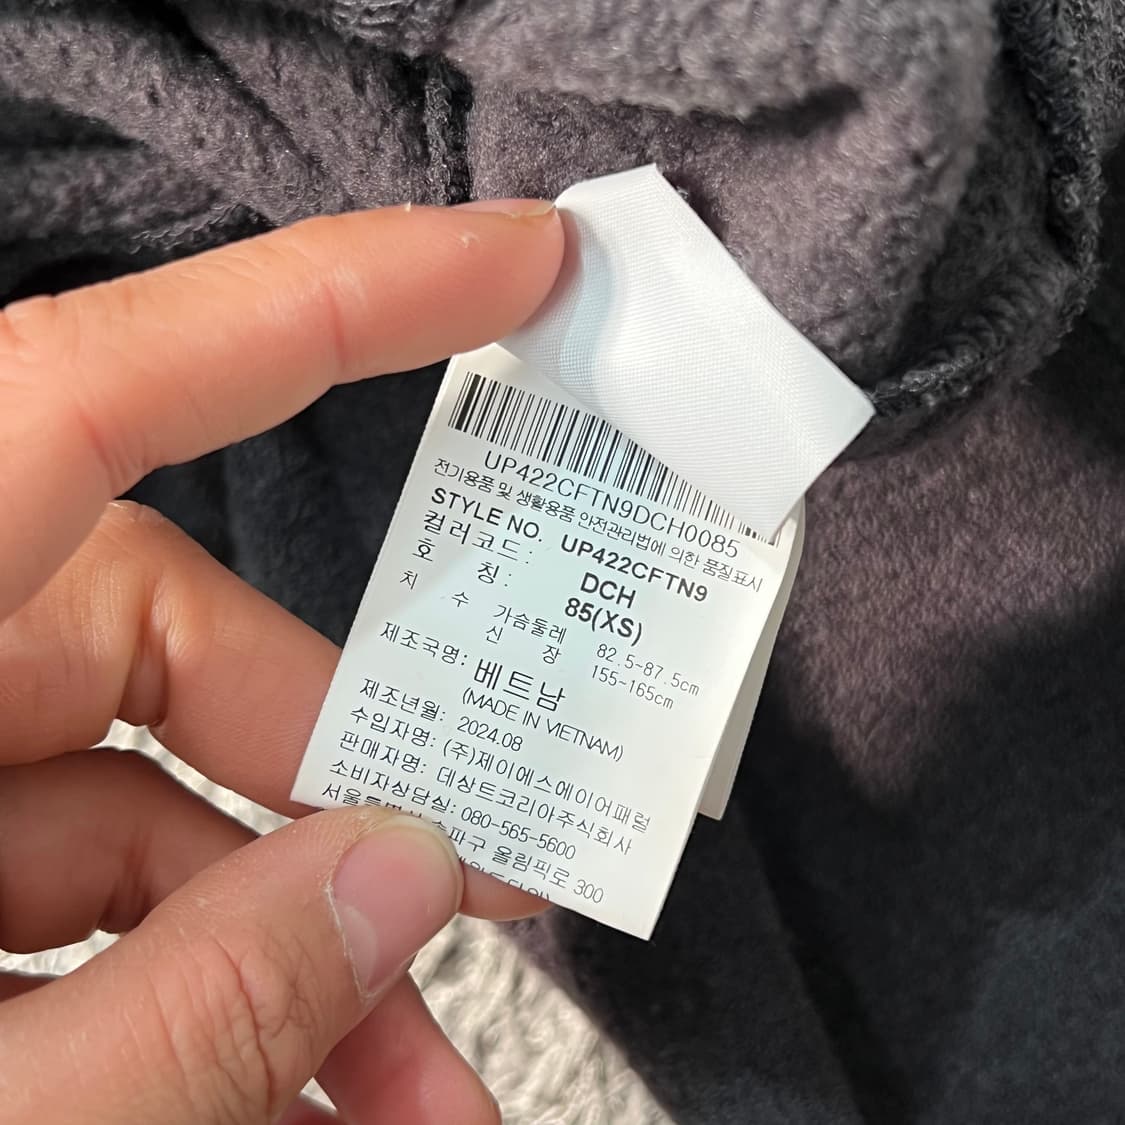 UP422CFTN9DCH0085
전기용품 및 생활용품 안전관리법에 의한 품질표시
STYLE NO. UP422CFTN9
컬러코드 : DCH
호 칭 : 85(XS)
치 수 가슴둘레 82.5~87.5cm
신 장 155~165cm
제조국명: 베트남
(MADE IN VIETNAM)
제조년월: 2024.08
수입자명: (주)제이에스에이어패럴
판매자명: 데상트코리아주식회사
소비자상담실: 080-565-5600
송파구 올림픽로 300